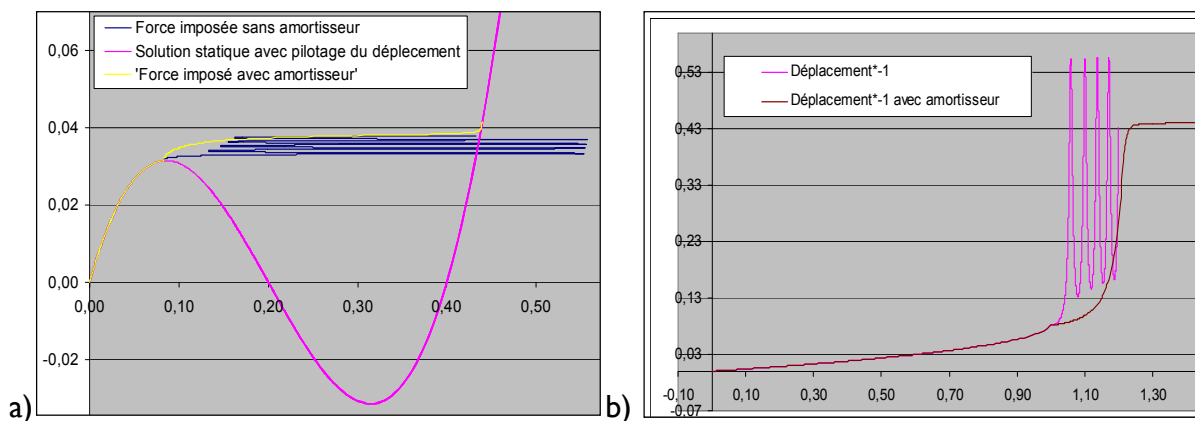 0,06
0,04
0,02
0,00
-0,02
0,00 0,10 0,20 0,30 0,40 0,50
Force imposée sans amortisseur
Solution statique avec pilotage du déplecement
'Force imposé avec amortisseur'
a)
0,53
0,43
0,33
0,23
0,13
0,03
-0,07
-0,10 0,10 0,30 0,50 0,70 0,90 1,10 1,30
Déplacement*-1
Déplacement*-1 avec amortisseur
b)